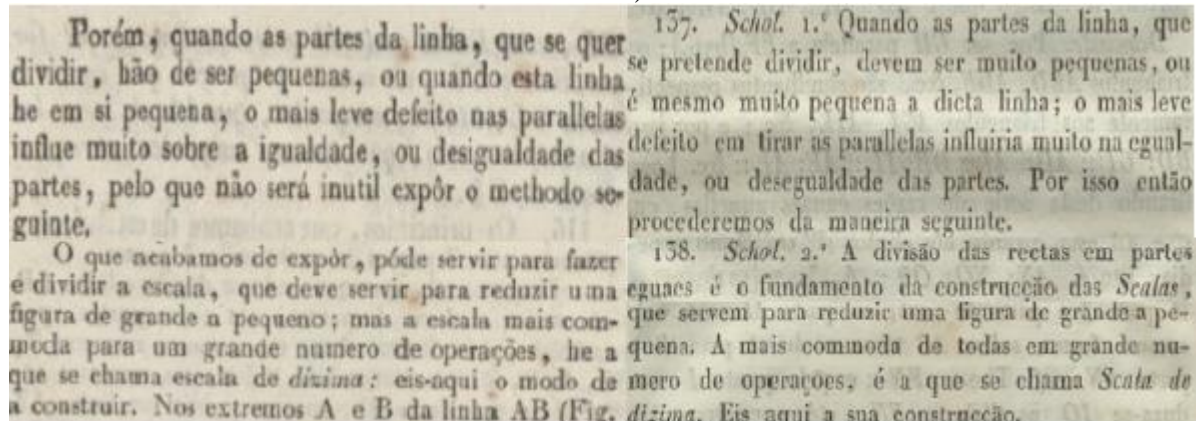 Porém, quando as partes da linha, que se quer
dividir, hão de ser pequenas, ou quando esta linha
he em si pequena, o mais leve defeito nas parallelas
influe muito sobre a igualdade, ou desigualdade das
partes, pelo que não será inutil expôr o methodo se-
guinte.
O que acabamos de expôr, póde servir para fazer
e dividir a escala, que deve servir para reduzir uma
figura de grande a pequeno; mas a escala mais com-
moda para um grande numero de operações, he a
que se chama escala de dizima: eis-aqui o modo de
a construir. Nos extremos A e B da linha AB (Fig.
137. Schol. 1.º Quando as partes da linha, que
se pretende dividir, devem ser muito pequenas, ou
é mesmo muito pequena a dicta linha; o mais leve
defeito em tirar as parallelas influiria muito na egual-
dade, ou desegualdade das partes. Por isso então
procederemos da maneira seguinte.
138. Schol. 2.º A divisão das rectas em partes
eguaes é o fundamento da construcção das Scalas,
que servem para reduzir uma figura de grande a pe-
quena. A mais commoda de todas em grande nu-
mero de operaçoes, é a que se chama Scala de
dizima. Eis aqui a sua construcção.